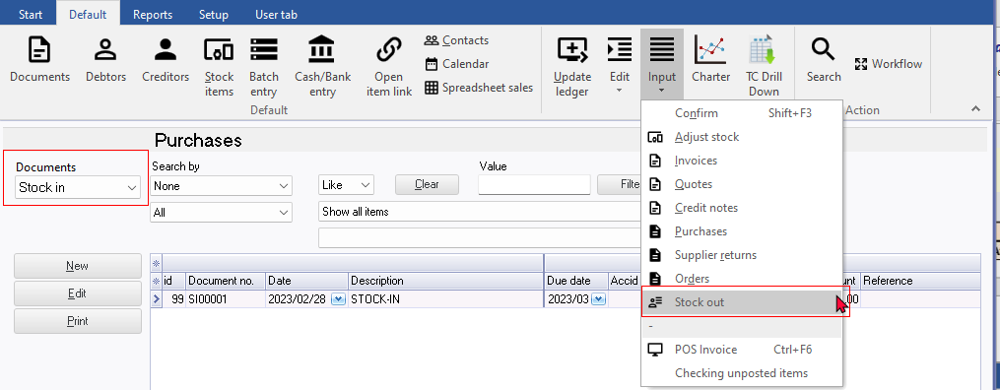 Start Default Reports Setup User tab
Documents
Debtors
Creditors
Stock items
Batch entry
Cash/Bank entry
Open item link
Contacts
Calendar
Spreadsheet sales
Default
Update ledger
Edit
Input
Charter
TC Drill Down
Search
Workflow
Action
Purchases
Documents
Stock in
Search by
None
Like
Clear
Value
All
Show all items
New
Edit
Print
id Document no. Date Description Due date Accid Reference
99 SI00001 2023/02/28 STOCK-IN 2023/03
Confirm Shift+F3
Adjust stock
Invoices
Quotes
Credit notes
Purchases
Supplier returns
Orders
Stock out
-
POS Invoice Ctrl+F6
Checking unposted items